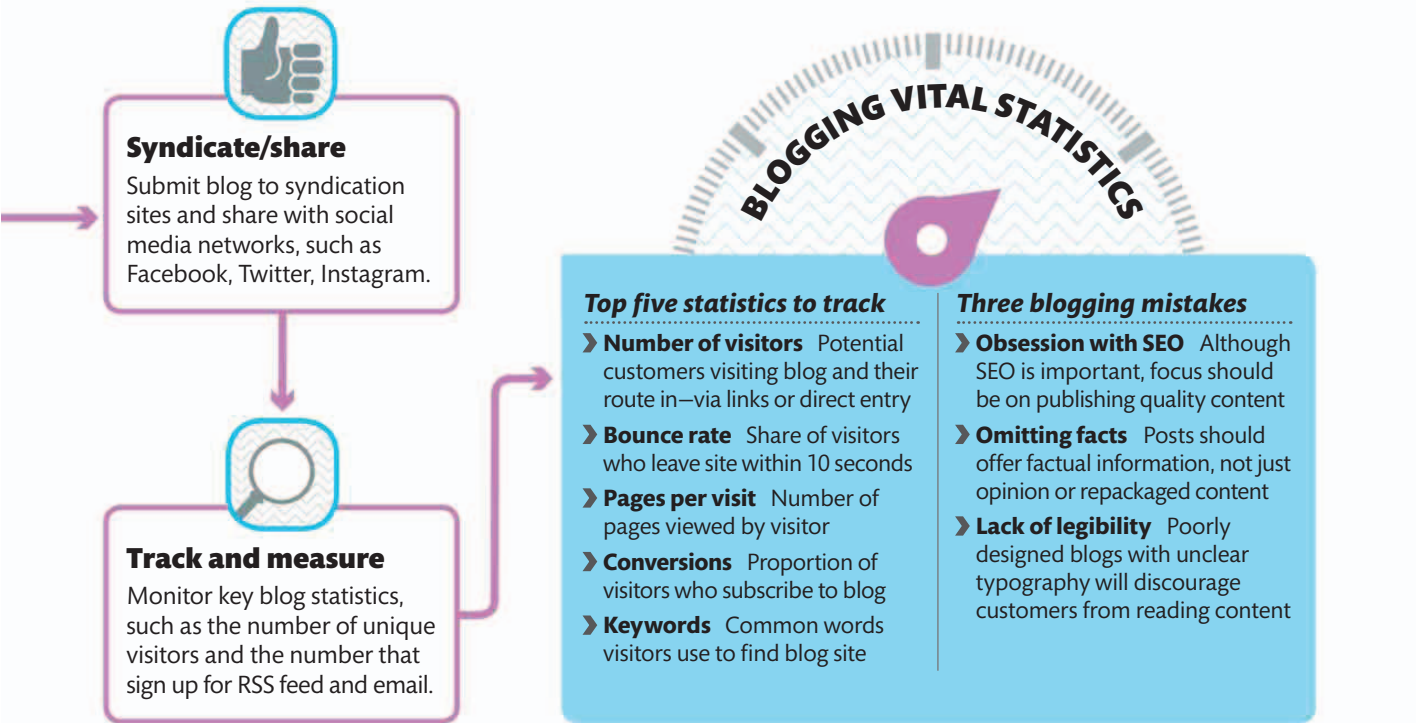 Syndicate/share
Submit blog to syndication
sites and share with social
media networks, such as
Facebook, Twitter, Instagram.
Track and measure
Monitor key blog statistics,
such as the number of unique
visitors and the number that
sign up for RSS feed and email.
BLOGGING VITAL STATISTICS
Top five statistics to track
Number of visitors Potential
customers visiting blog and their
route in—via links or direct entry
Bounce rate Share of visitors
who leave site within 10 seconds
Pages per visit Number of
pages viewed by visitor
Conversions Proportion of
visitors who subscribe to blog
Keywords Common words
visitors use to find blog site
Three blogging mistakes
Obsession with SEO Although
SEO is important, focus should
be on publishing quality content
Omitting facts Posts should
offer factual information, not just
opinion or repackaged content
Lack of legibility Poorly
designed blogs with unclear
typography will discourage
customers from reading content